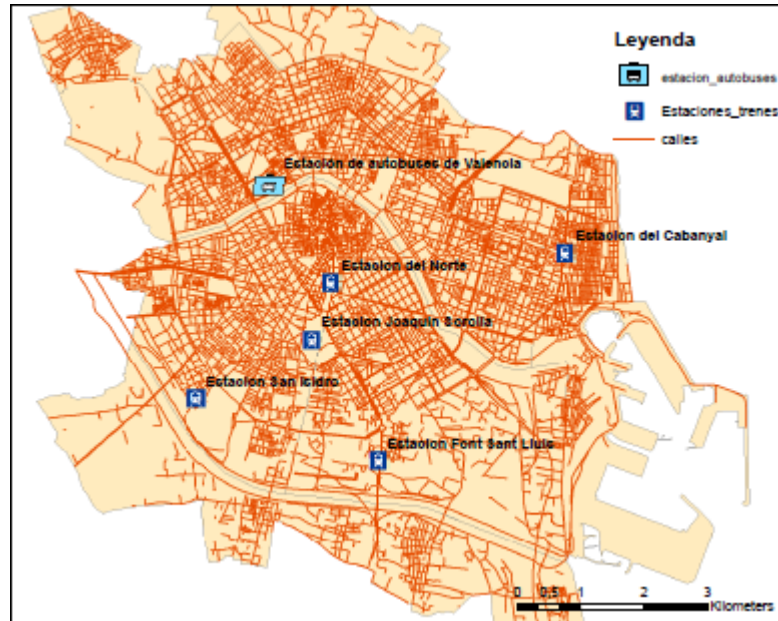 Leyenda
estacion_autobuses
Estaciones_trenes
calles
Estación de autobuses de Valencia
Estacion del Cabanyal
Estacion del Norte
Estacion Joaquin Sorolla
Estacion San Isidro
Estacion Font Sant Lluis
0 0,5 1 2 3
Kilometers